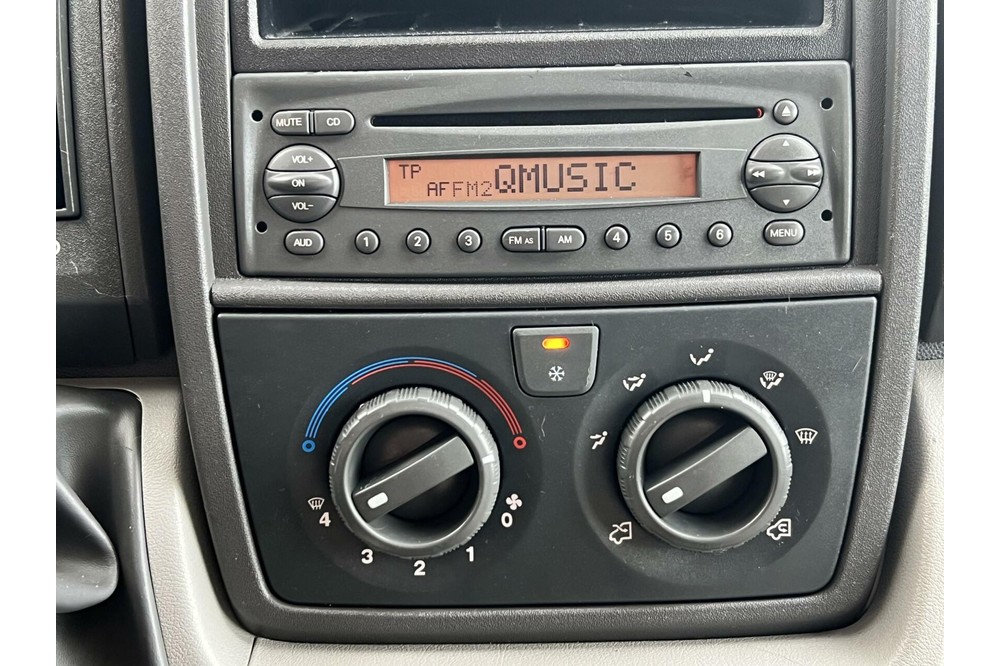 MUTE CD
VOL+
ON
VOL-
TP
AF FM2 QMUSIC
AUD 1 2 3 FM AS AM 4 5 6 MENU
4 3 2 1 0